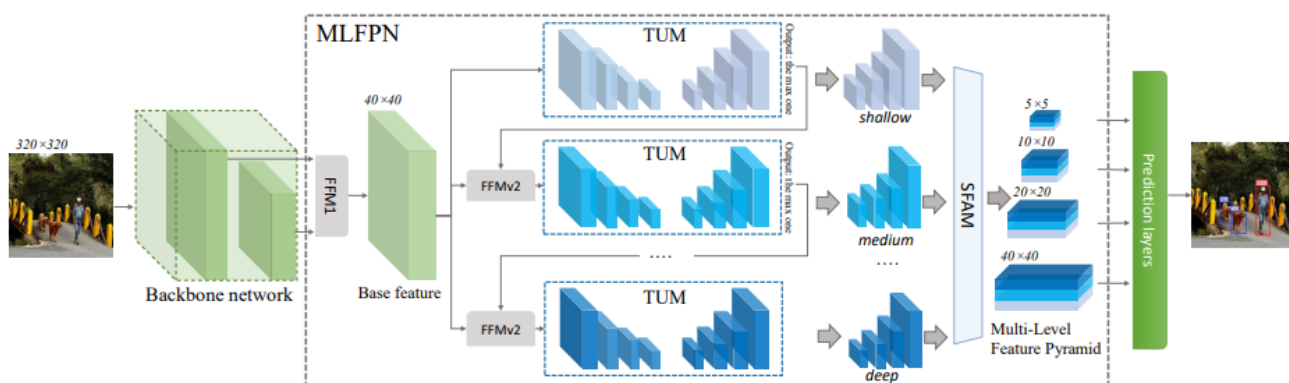 MLFPN
320×320
Backbone network
FFM1
40×40
Base feature
TUM
Output: the max one
shallow
FFMv2
TUM
Output: the max one
medium
....
....
FFMv2
TUM
deep
SFAM
5×5
10×10
20×20
40×40
Multi-Level
Feature Pyramid
Prediction layers